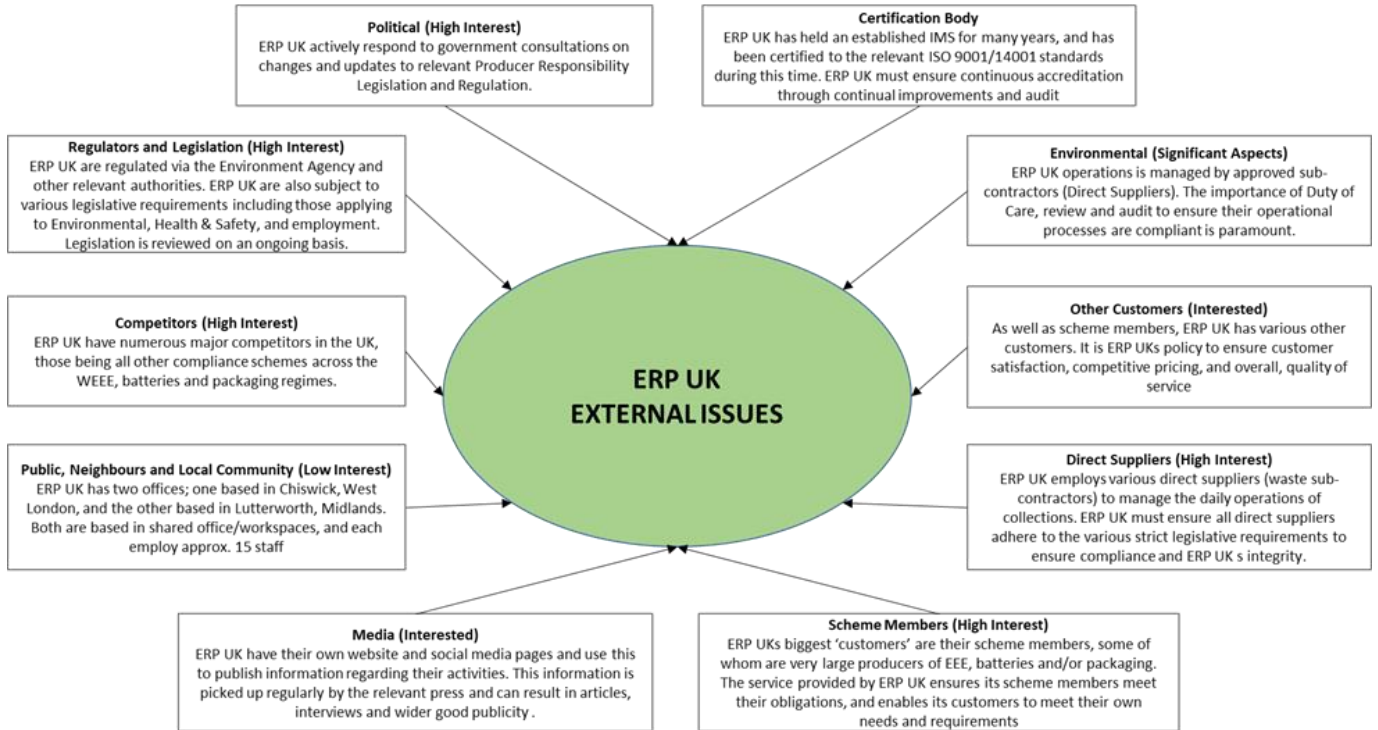 Political (High Interest)
ERP UK actively respond to government consultations on
changes and updates to relevant Producer Responsibility
Legislation and Regulation.
Certification Body
ERP UK has held an established IMS for many years, and has
been certified to the relevant ISO 9001/14001 standards
during this time. ERP UK must ensure continuous accreditation
through continual improvements and audit
Regulators and Legislation (High Interest)
ERP UK are regulated via the Environment Agency and
other relevant authorities. ERP UK are also subject to
various legislative requirements including those applying
to Environmental, Health & Safety, and employment.
Legislation is reviewed on an ongoing basis.
Environmental (Significant Aspects)
ERP UK operations is managed by approved sub-
contractors (Direct Suppliers). The importance of Duty of
Care, review and audit to ensure their operational
processes are compliant is paramount.
Competitors (High Interest)
ERP UK have numerous major competitors in the UK,
those being all other compliance schemes across the
WEEE, batteries and packaging regimes.
Other Customers (Interested)
As well as scheme members, ERP UK has various other
customers. It is ERP UKs policy to ensure customer
satisfaction, competitive pricing, and overall, quality of
service
ERP UK
EXTERNAL ISSUES
Public, Neighbours and Local Community (Low Interest)
ERP UK has two offices; one based in Chiswick, West
London, and the other based in Lutterworth, Midlands.
Both are based in shared office/workspaces, and each
employ approx. 15 staff
Direct Suppliers (High Interest)
ERP UK employs various direct suppliers (waste sub-
contractors) to manage the daily operations of
collections. ERP UK must ensure all direct suppliers
adhere to the various strict legislative requirements to
ensure compliance and ERP UK s integrity.
Media (Interested)
ERP UK have their own website and social media pages and use this
to publish information regarding their activities. This information is
picked up regularly by the relevant press and can result in articles,
interviews and wider good publicity .
Scheme Members (High Interest)
ERP UKs biggest ‘customers’ are their scheme members, some of
whom are very large producers of EEE, batteries and/or packaging.
The service provided by ERP UK ensures its scheme members meet
their obligations, and enables its customers to meet their own
needs and requirements